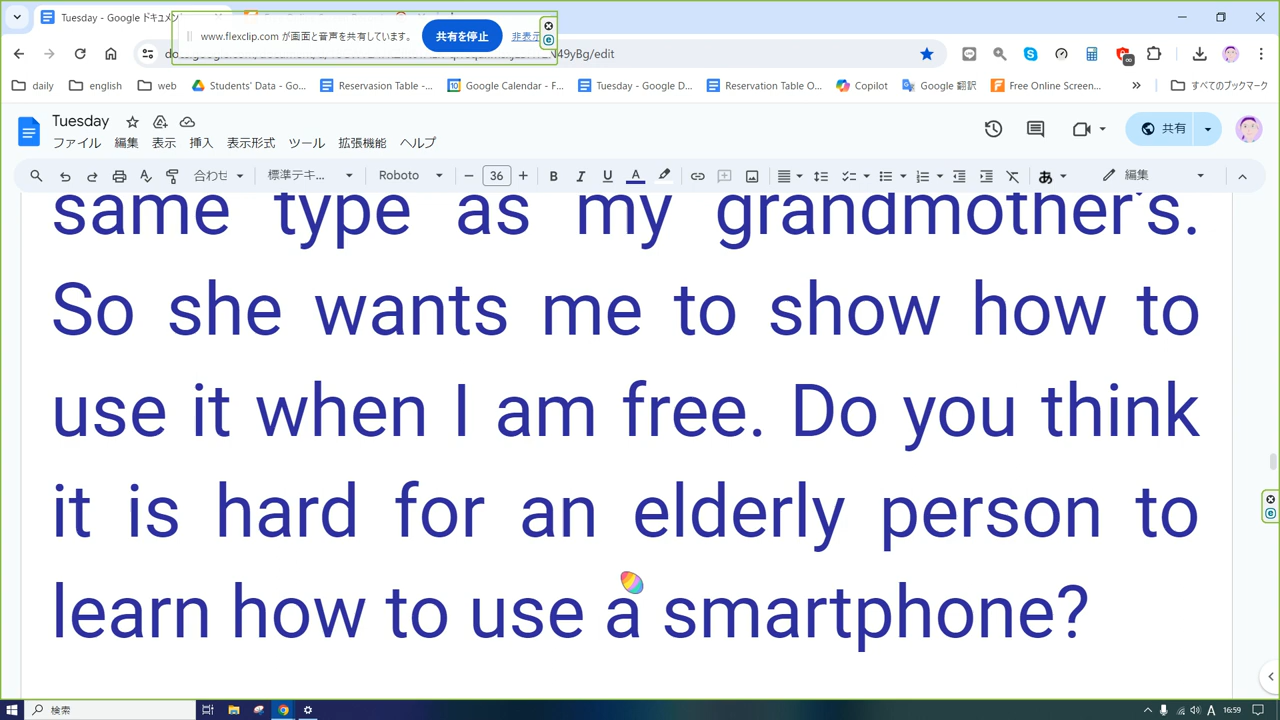 Tuesday - Google ドキュメン
www.flexclip.com が画面と音声を共有しています。
共有を停止
非表示
49yBg/edit
daily
english
web
Students' Data - Go...
Reservasion Table -...
Google Calendar - F...
Tuesday - Google D...
Reservation Table O...
Copilot
Google 翻訳
Free Online Screen...
すべてのブックマーク
Tuesday
ファイル 編集 表示 挿入 表示形式 ツール 拡張機能 ヘルプ
共有
合わせ
標準テキ...
Roboto
36
編集
same type as my grandmother's.
So she wants me to show how to
use it when I am free. Do you think
it is hard for an elderly person to
learn how to use a smartphone?
検索
A
16:59